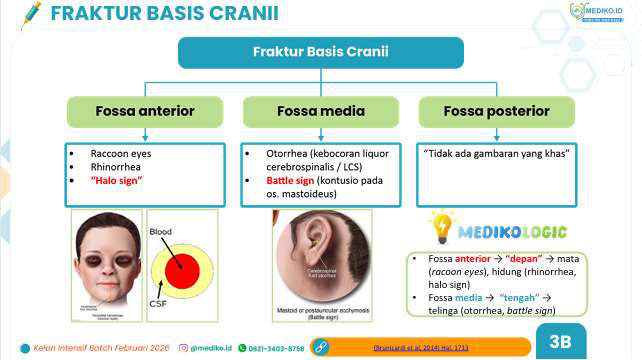 FRAKTUR BASIS CRANII
MEDIKO.ID
Fraktur Basis Cranii
Fossa anterior
Fossa media
Fossa posterior
• Raccoon eyes
• Rhinorrhea
• “Halo sign”
• Otorrhea (kebocoran liquor
cerebrospinalis / LCS)
• Battle sign (kontusio pada
os. mastoideus)
“Tidak ada gambaran yang khas”
Blood
CSF
Cerebrospinal
fluid otorrhea
Mastoid or postauricular ecchymosis
(Battle sign)
MEDIKOLOGIC
• Fossa anterior → “depan” → mata
(racoon eyes), hidung (rhinorrhea,
halo sign)
• Fossa media → “tengah” →
telinga (otorrhea, battle sign)
Kelan Intensif Batch Februari 2026
@mediko.id
0821-3403-8758
(Brunicardi et al, 2014) Hal. 1713
3B